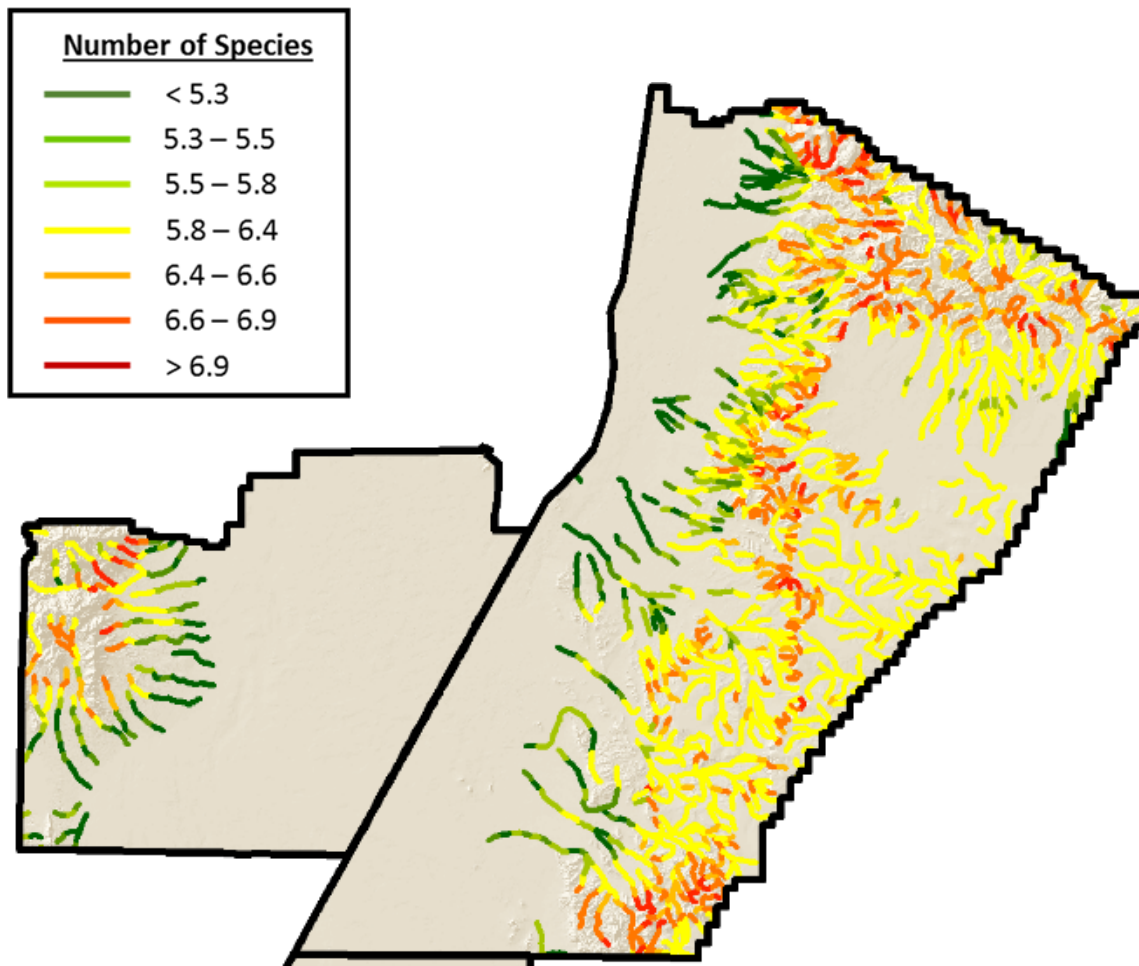 Number of Species
< 5.3
5.3 – 5.5
5.5 – 5.8
5.8 – 6.4
6.4 – 6.6
6.6 – 6.9
> 6.9